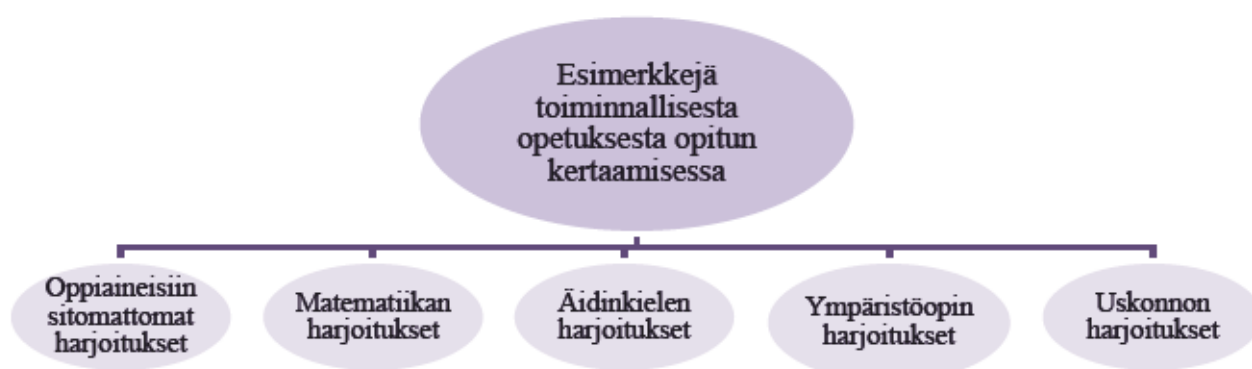 Esimerkkejä
toiminnallisesta
opetuksesta opitun
kertaamisessa
Oppiaineisiin
sitomattomat
harjoitukset
Matematiikan
harjoitukset
Äidinkielen
harjoitukset
Ympäristöopin
harjoitukset
Uskonnon
harjoitukset